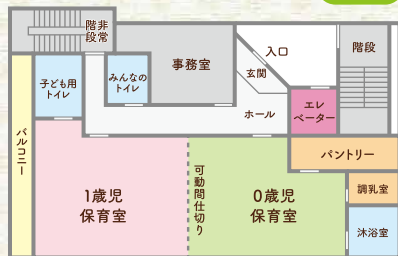 非常
階段
子ども用
トイレ
みんなの
トイレ
事務室
入口
玄関
ホール
エレ
ベーター
階段
バルコニー
パントリー
1歳児
保育室
可動間仕切り
0歳児
保育室
調乳室
沐浴室